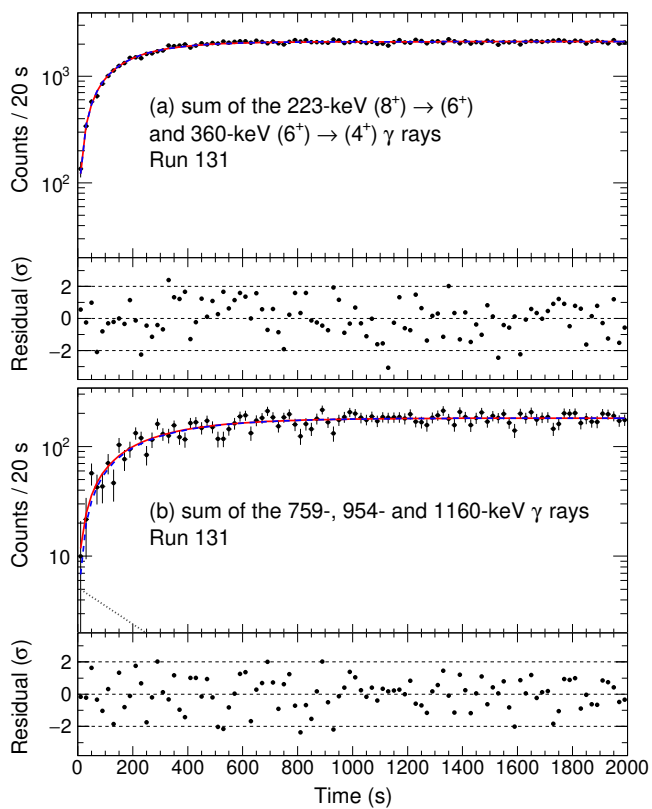 Counts / 20 s
10³
10²
(a) sum of the 223-keV (8⁺) → (6⁺)
and 360-keV (6⁺) → (4⁺) γ rays
Run 131
Residual (σ)
2
0
−2
Counts / 20 s
10²
10
(b) sum of the 759-, 954- and 1160-keV γ rays
Run 131
Residual (σ)
2
0
−2
0 200 400 600 800 1000 1200 1400 1600 1800 2000
Time (s)